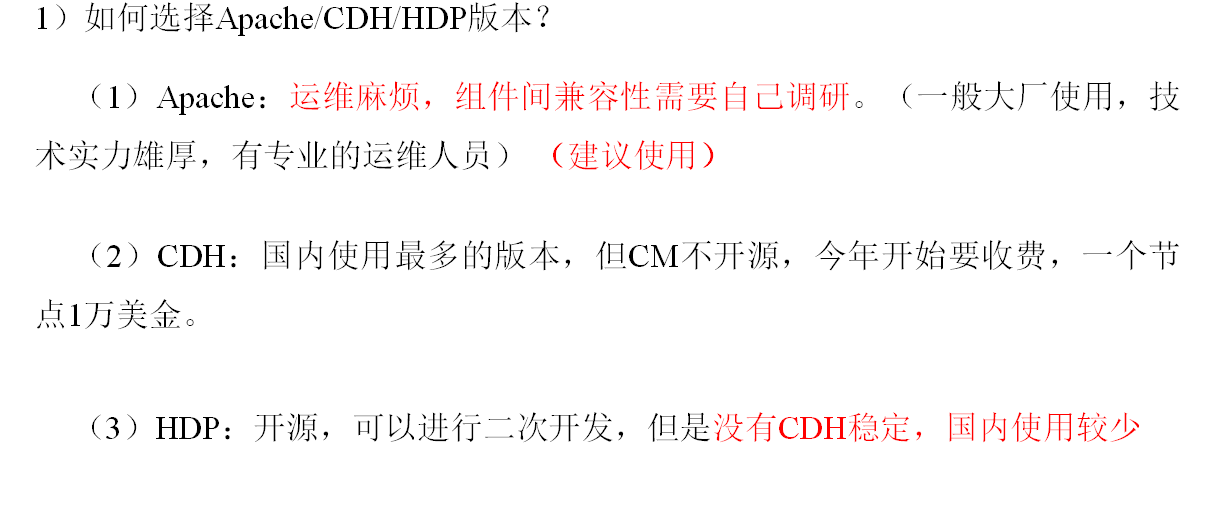 1）如何选择Apache/CDH/HDP版本？
（1）Apache：运维麻烦，组件间兼容性需要自己调研。（一般大厂使用，技
术实力雄厚，有专业的运维人员）（建议使用）
（2）CDH：国内使用最多的版本，但CM不开源，今年开始要收费，一个节
点1万美金。
（3）HDP：开源，可以进行二次开发，但是没有CDH稳定，国内使用较少